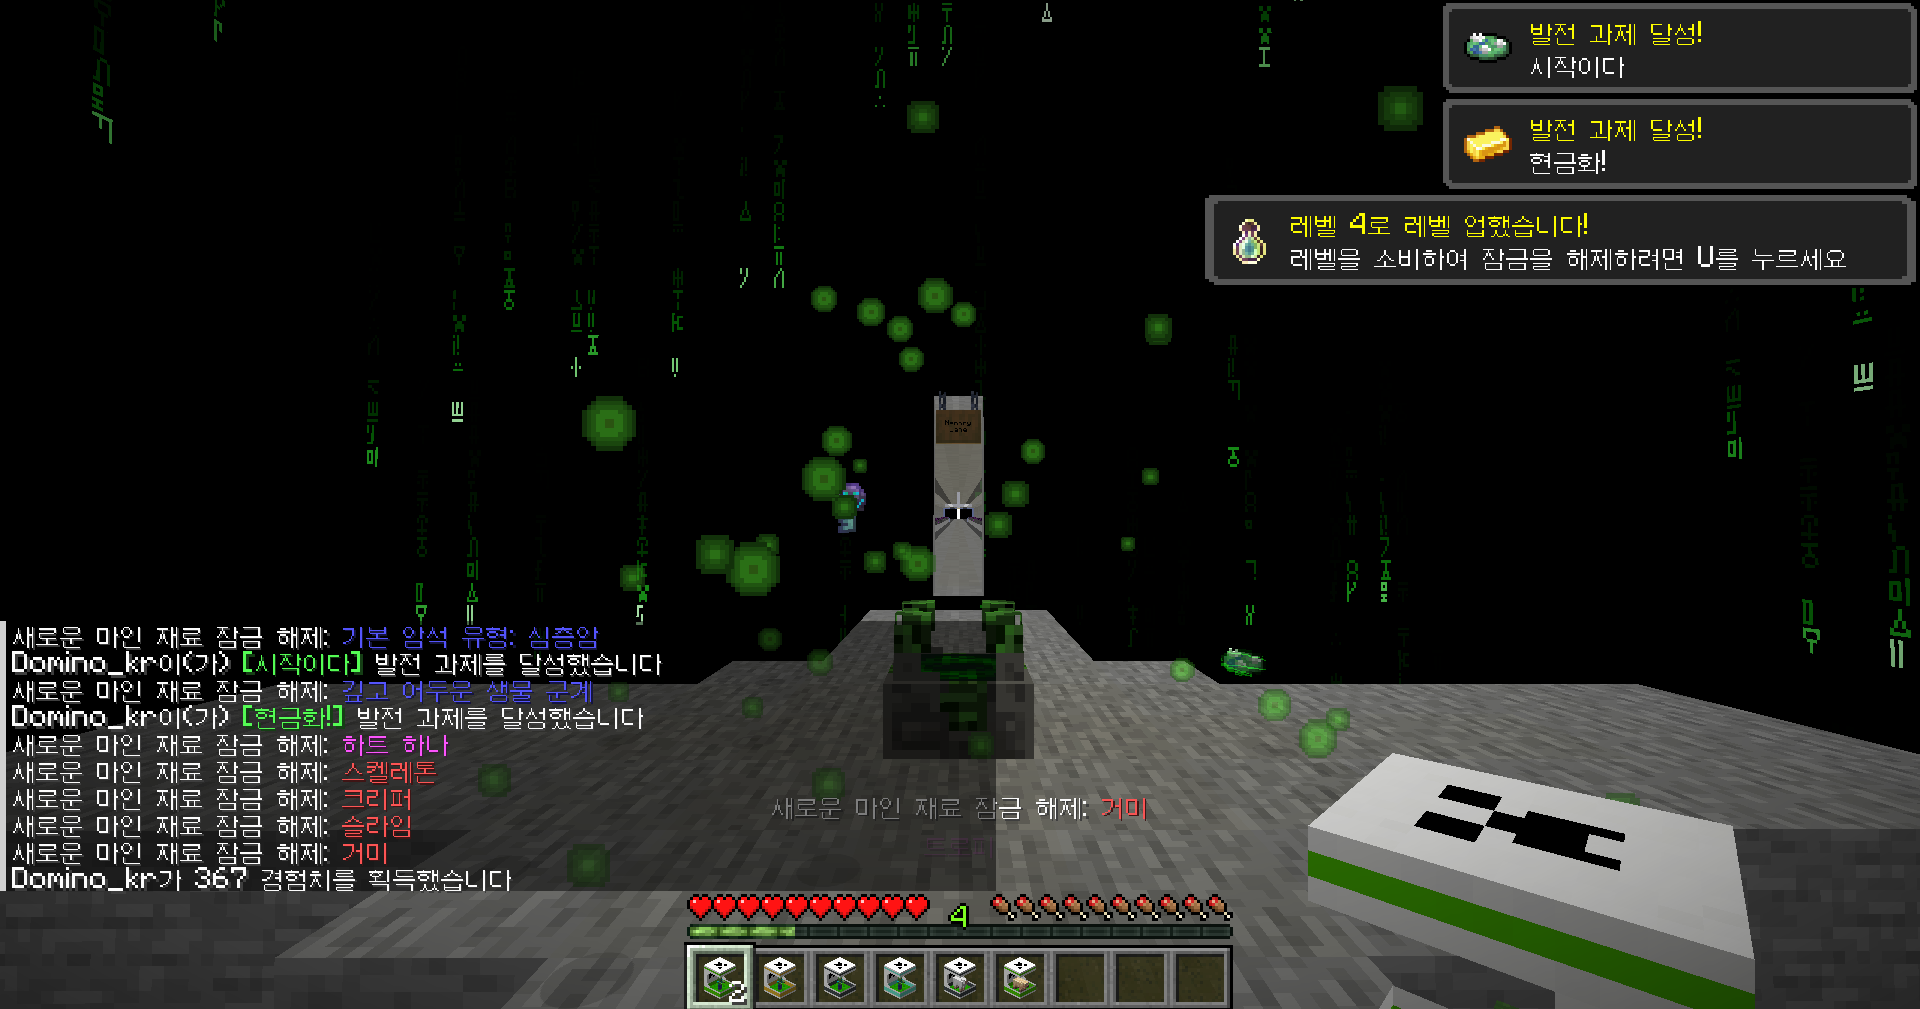 발전 과제 달성!
시작이다
발전 과제 달성!
현금화!
레벨 4로 레벨 업했습니다!
레벨을 소비하여 잠금을 해제하려면 U를 누르세요
Memory
새로운 마인 재료 잠금 해제: 기본 암석 유형: 심층암
Domino_kr이(가) [시작이다] 발전 과제를 달성했습니다
새로운 마인 재료 잠금 해제: 깊고 어두운 생물 군계
Domino_kr이(가) [현금화!] 발전 과제를 달성했습니다
새로운 마인 재료 잠금 해제: 하트 하나
새로운 마인 재료 잠금 해제: 스켈레톤
새로운 마인 재료 잠금 해제: 크리퍼
새로운 마인 재료 잠금 해제: 슬라임
새로운 마인 재료 잠금 해제: 거미
Domino_kr가 367 경험치를 획득했습니다
새로운 마인 재료 잠금 해제: 거미
4
2